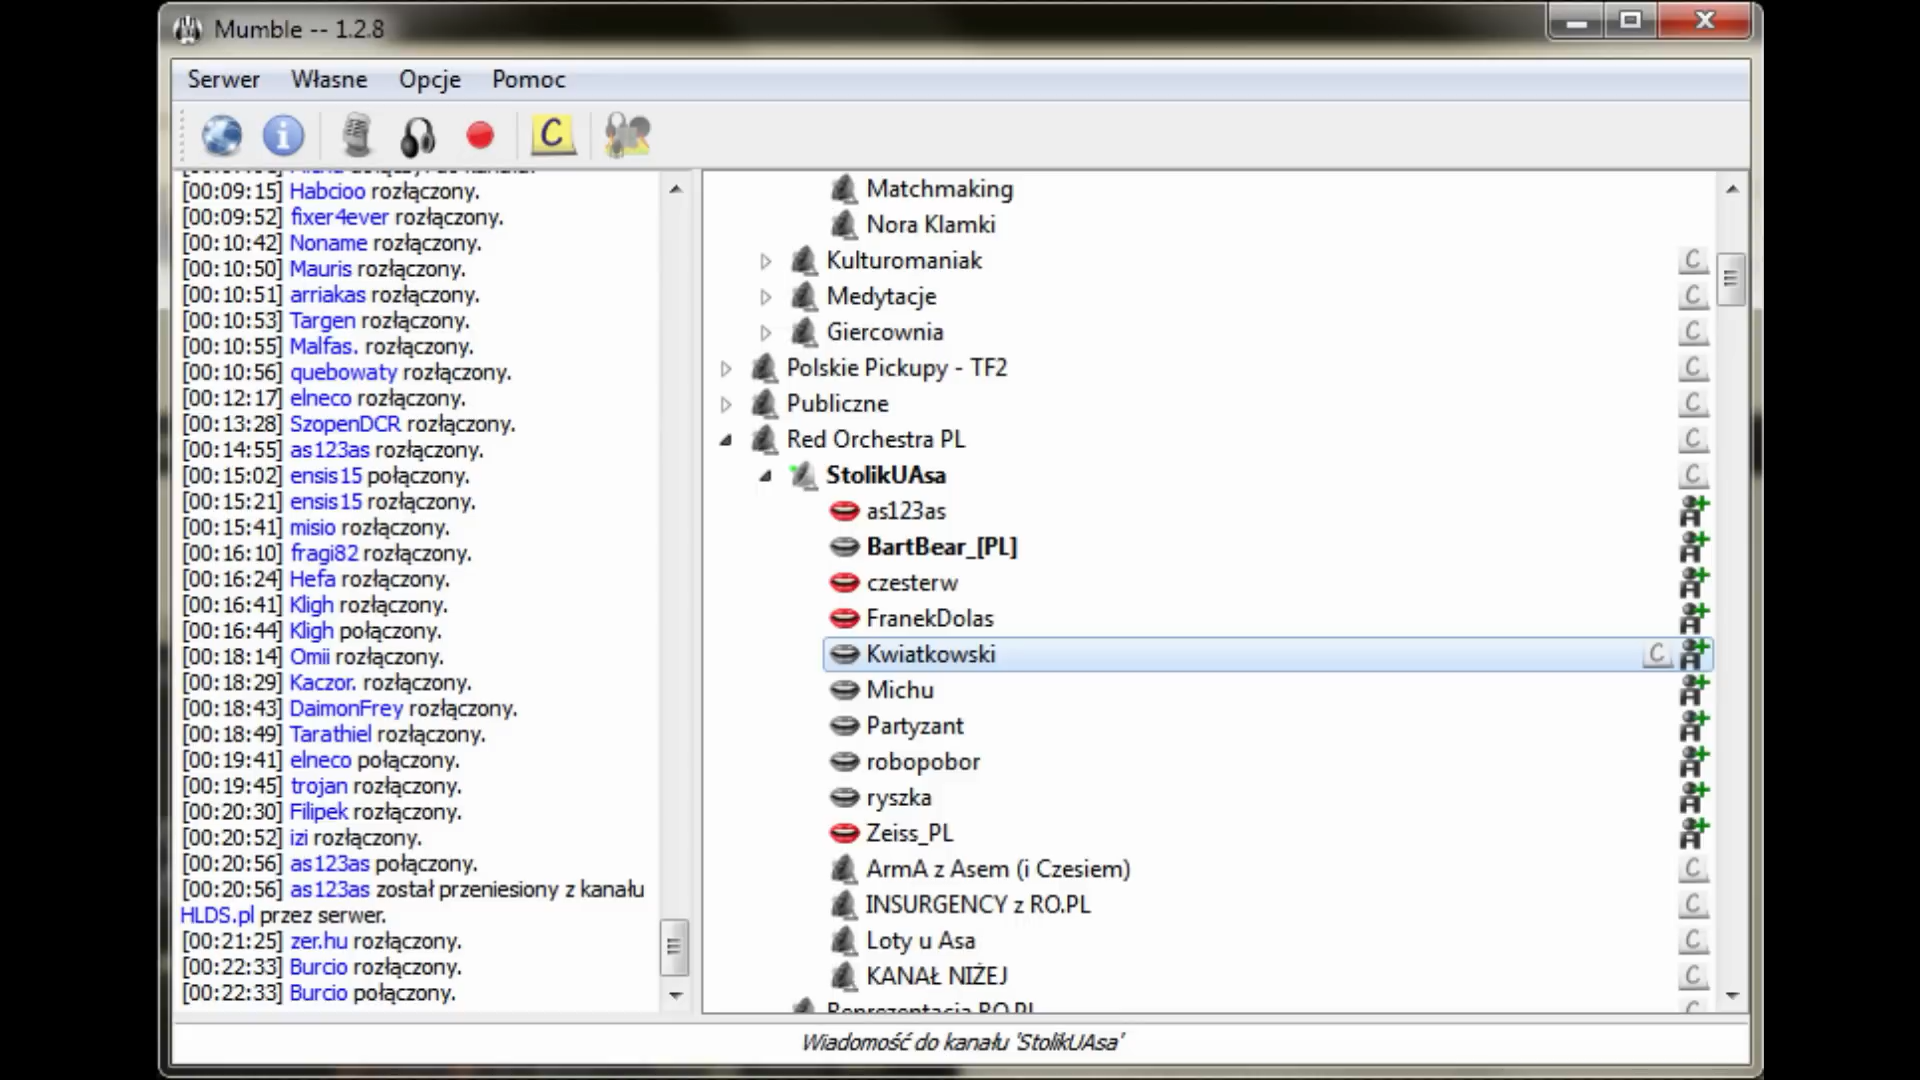 Mumble -- 1.2.8
Serwer Własne Opcje Pomoc
C
[00:09:15] Habcioo rozłączony.
[00:09:52] fixer4ever rozłączony.
[00:10:42] Noname rozłączony.
[00:10:50] Mauris rozłączony.
[00:10:51] arriakas rozłączony.
[00:10:53] Targen rozłączony.
[00:10:55] Malfas. rozłączony.
[00:10:56] quebowaty rozłączony.
[00:12:17] elneco rozłączony.
[00:13:28] SzopenDCR rozłączony.
[00:14:55] as123as rozłączony.
[00:15:02] ensis15 połączony.
[00:15:21] ensis15 rozłączony.
[00:15:41] misio rozłączony.
[00:16:10] fragi82 rozłączony.
[00:16:24] Hefa rozłączony.
[00:16:41] Kligh rozłączony.
[00:16:44] Kligh połączony.
[00:18:14] Omii rozłączony.
[00:18:29] Kaczor. rozłączony.
[00:18:43] DaimonFrey rozłączony.
[00:18:49] Tarathiel rozłączony.
[00:19:41] elneco połączony.
[00:19:45] trojan rozłączony.
[00:20:30] Filipek rozłączony.
[00:20:52] izi rozłączony.
[00:20:56] as123as połączony.
[00:20:56] as123as został przeniesiony z kanału
HLDS.pl przez serwer.
[00:21:25] zer.hu rozłączony.
[00:22:33] Burcio rozłączony.
[00:22:33] Burcio połączony.
Matchmaking
Nora Klamki
Kulturomaniak C
Medytacje C
Giercownia C
Polskie Pickupy - TF2 C
Publiczne C
Red Orchestra PL C
StolikUAsa C
as123as
BartBear_[PL]
czesterw
FranekDolas
Kwiatkowski C
Michu
Partyzant
robopobor
ryszka
Zeiss_PL
ArmA z Asem (i Czesiem) C
INSURGENCY z RO.PL C
Loty u Asa C
KANAŁ NIŻEJ C
Reprezentacja RO.PL C
Wiadomość do kanału 'StolikUAsa'